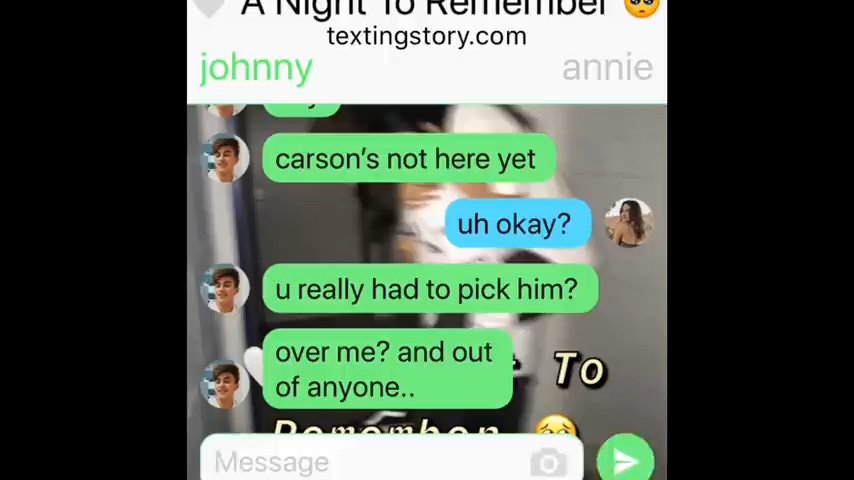 A Night To Remember 🥺
textingstory.com
johnny
annie
carson's not here yet
uh okay?
u really had to pick him?
over me? and out
of anyone..
To
Remember 🥺
Message